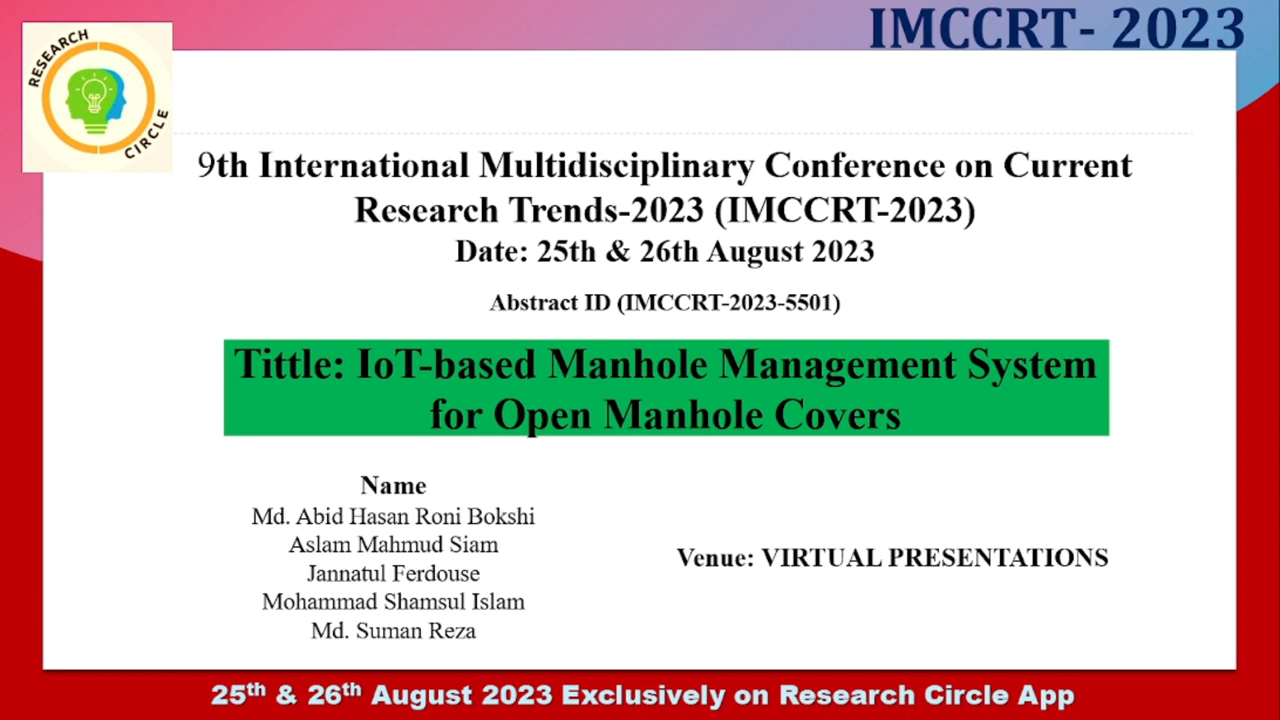 IMCCRT- 2023
RESEARCH
CIRCLE
9th International Multidisciplinary Conference on Current
Research Trends-2023 (IMCCRT-2023)
Date: 25th & 26th August 2023
Abstract ID (IMCCRT-2023-5501)
Tittle: IoT-based Manhole Management System
for Open Manhole Covers
Name
Md. Abid Hasan Roni Bokshi
Aslam Mahmud Siam
Jannatul Ferdouse
Mohammad Shamsul Islam
Md. Suman Reza
Venue: VIRTUAL PRESENTATIONS
25th & 26th August 2023 Exclusively on Research Circle App